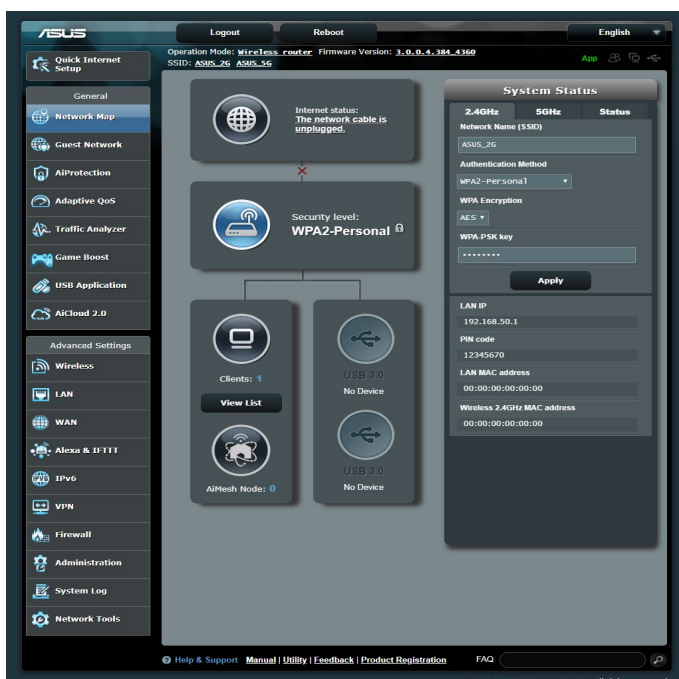 ASUS
Logout
Reboot
English
Quick Internet
Setup
Operation Mode: Wireless router Firmware Version: 3.0.0.4.384_4360
SSID: ASUS_2G ASUS_5G
App
General
Network Map
Guest Network
AiProtection
Adaptive QoS
Traffic Analyzer
Game Boost
USB Application
AiCloud 2.0
Advanced Settings
Wireless
LAN
WAN
Alexa & IFTTT
IPv6
VPN
Firewall
Administration
System Log
Network Tools
Internet status:
The network cable is
unplugged.
Security level:
WPA2-Personal
Clients: 1
View List
AiMesh Node: 0
USB 3.0
No Device
USB 3.0
No Device
System Status
2.4GHz 5GHz Status
Network Name (SSID)
ASUS_2G
Authentication Method
WPA2-Personal
WPA Encryption
AES
WPA-PSK key
········
Apply
LAN IP
192.168.50.1
PIN code
12345670
LAN MAC address
00:00:00:00:00:00
Wireless 2.4GHz MAC address
00:00:00:00:00:00
Help & Support Manual | Utility | Feedback | Product Registration FAQ